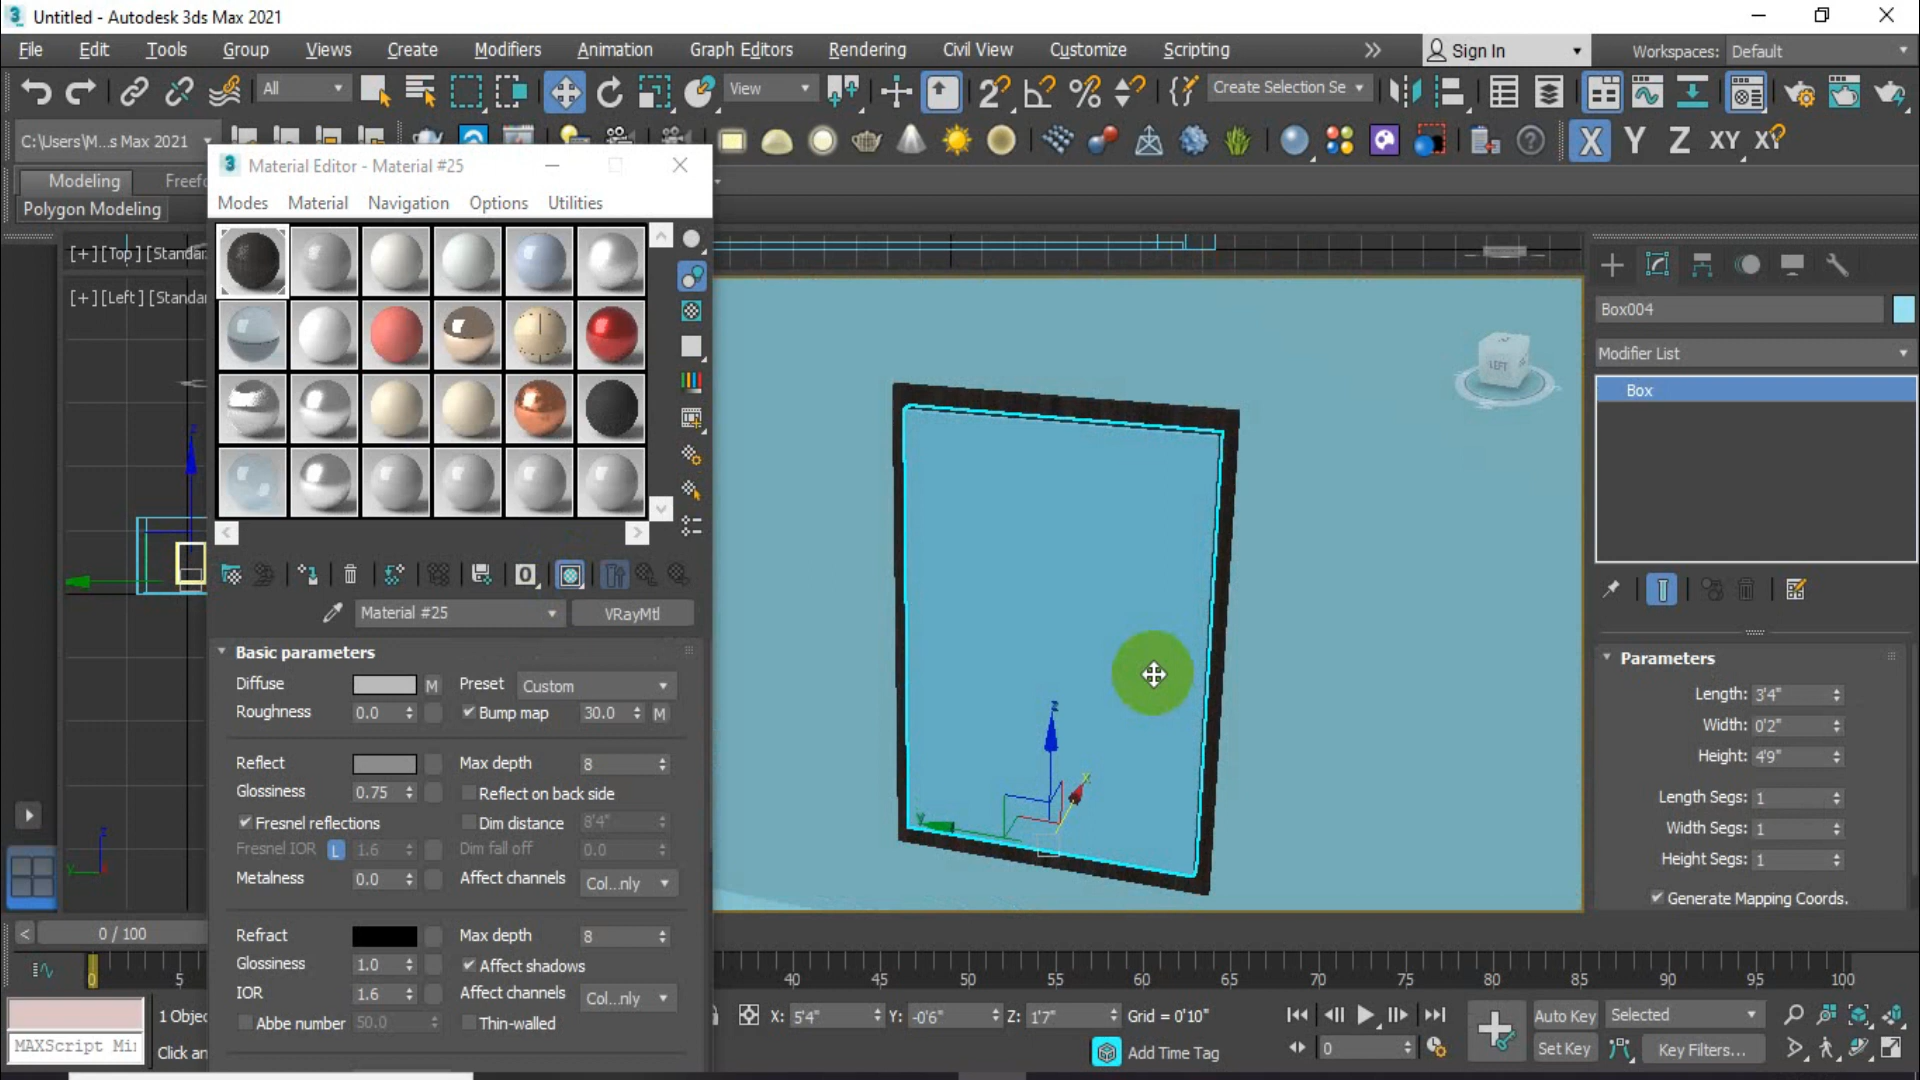 3 Untitled - Autodesk 3ds Max 2021
File Edit Tools Group Views Create Modifiers Animation Graph Editors Rendering Civil View Customize Scripting Sign In Workspaces: Default
All View Create Selection Se
C:\Users\M...s Max 2021 X Y Z XY XY
Modeling Freef
Polygon Modeling
3 Material Editor - Material #25
Modes Material Navigation Options Utilities
[+][Top][Standar
[+][Left][Standa
Material #25 VRayMtl
Basic parameters
Diffuse M Preset Custom
Roughness 0.0 Bump map 30.0 M
Reflect Max depth 8
Glossiness 0.75 Reflect on back side
Fresnel reflections Dim distance 8'4"
Fresnel IOR L 1.6 Dim fall off 0.0
Metalness 0.0 Affect channels Col...nly
Refract Max depth 8
Glossiness 1.0 Affect shadows
IOR 1.6 Affect channels Col...nly
Abbe number 50.0 Thin-walled
LEFT
z
x
y
Box004
Modifier List
Box
Parameters
Length: 3'4"
Width: 0'2"
Height: 4'9"
Length Segs: 1
Width Segs: 1
Height Segs: 1
Generate Mapping Coords.
0 / 100
0 5 40 45 50 55 60 65 70 75 80 85 90 95 100
1 Objec X: 5'4" Y: -0'6" Z: 1'7" Grid = 0'10" Auto Key Selected
MAXScript Mi Click an Add Time Tag 0 Set Key Key Filters...